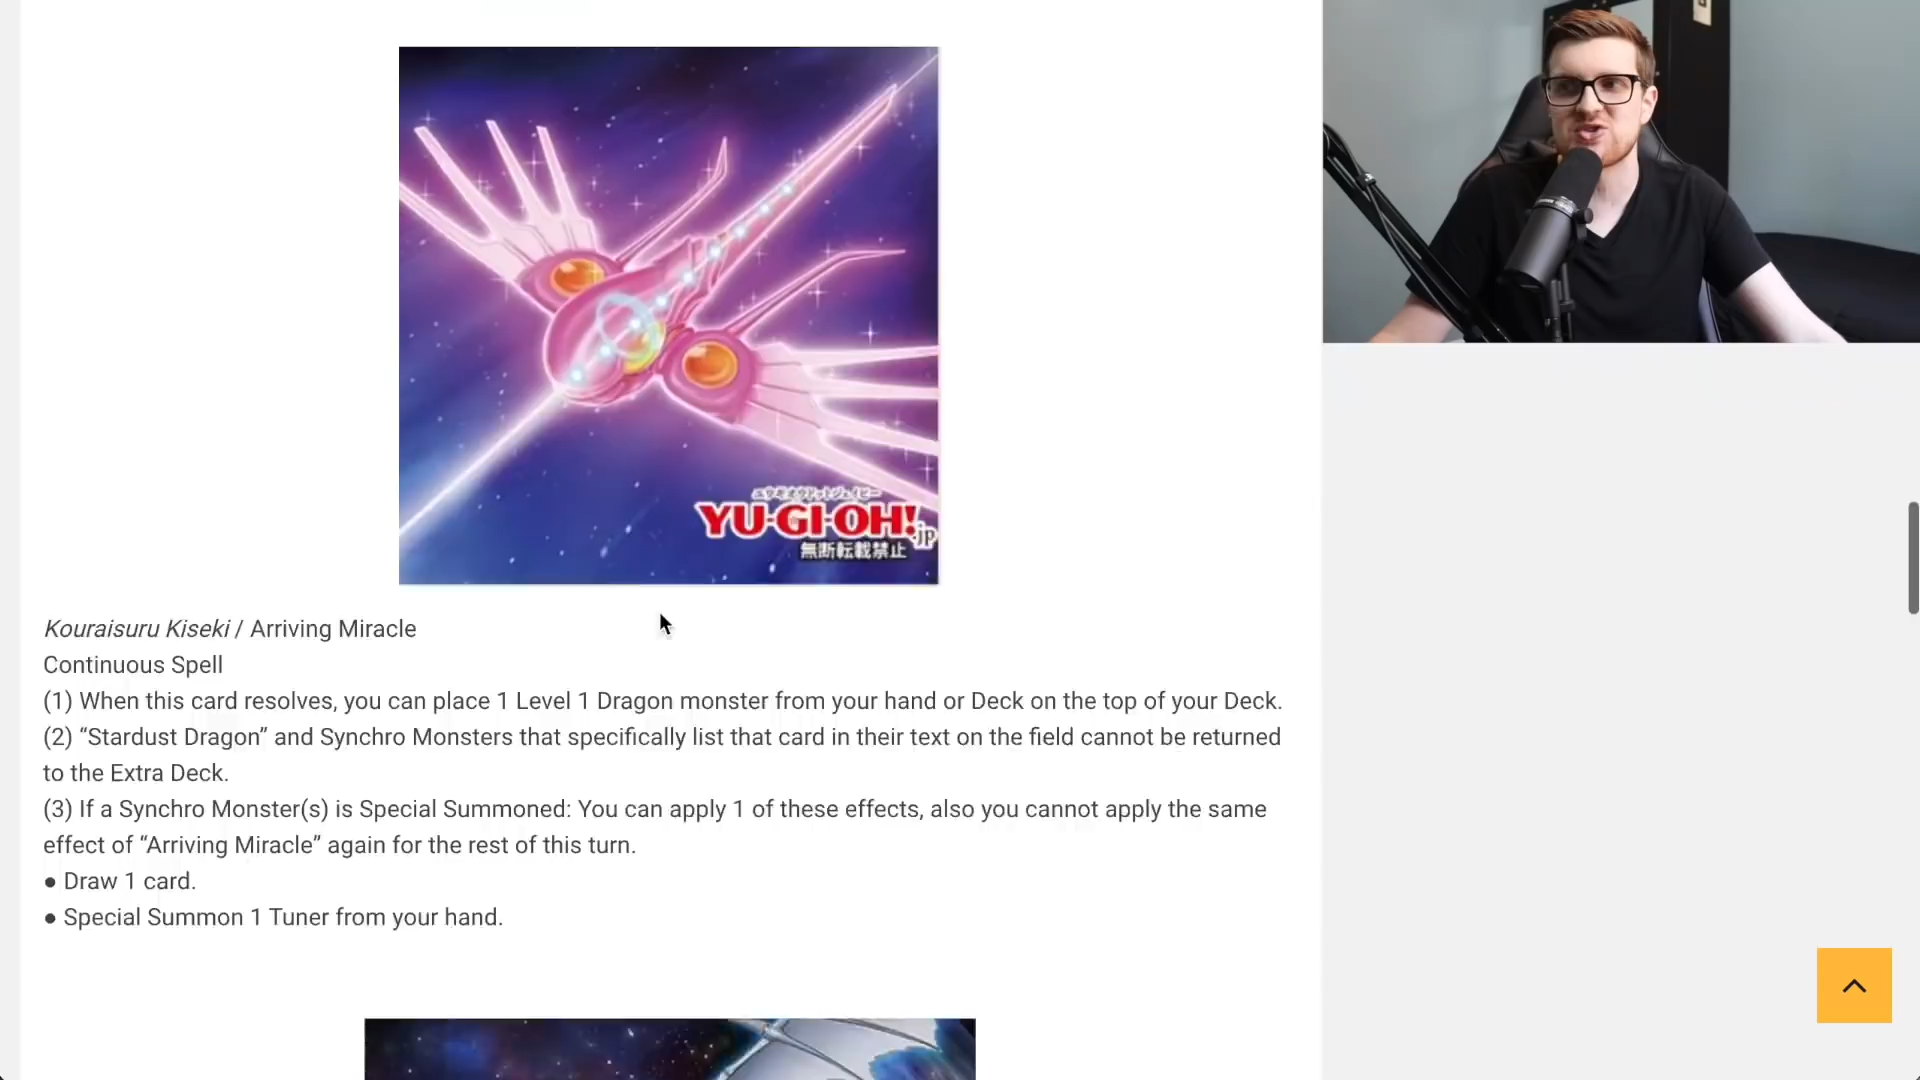 YU-GI-OH!
.jp
無断転載禁止
Kouraisuru Kiseki / Arriving Miracle
Continuous Spell
(1) When this card resolves, you can place 1 Level 1 Dragon monster from your hand or Deck on the top of your Deck.
(2) “Stardust Dragon” and Synchro Monsters that specifically list that card in their text on the field cannot be returned
to the Extra Deck.
(3) If a Synchro Monster(s) is Special Summoned: You can apply 1 of these effects, also you cannot apply the same
effect of “Arriving Miracle” again for the rest of this turn.
● Draw 1 card.
● Special Summon 1 Tuner from your hand.